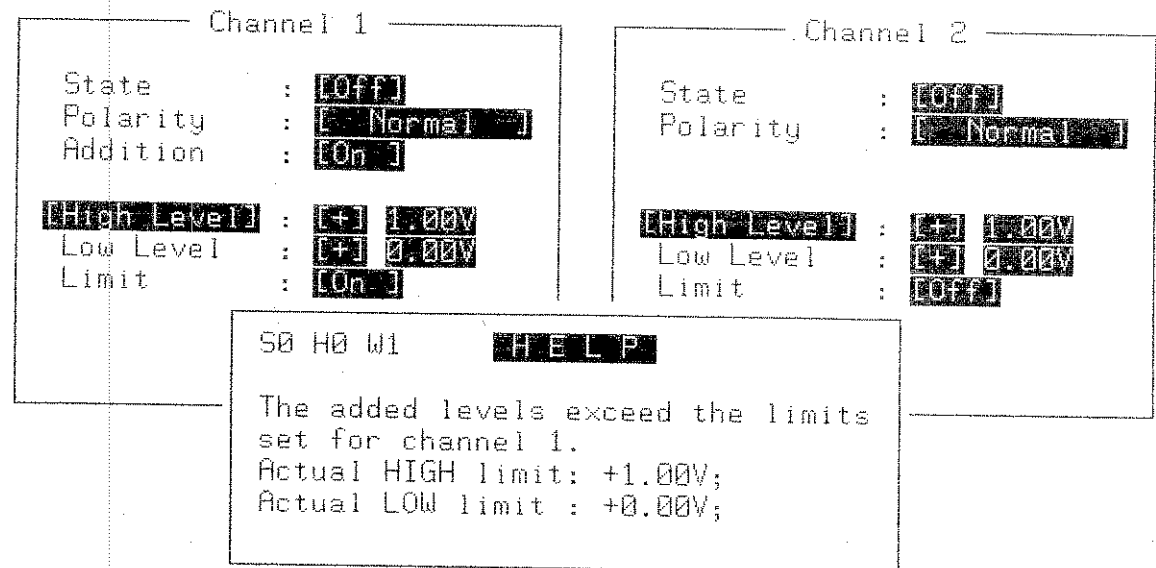 Channel 1
State : [Off]
Polarity : [ Normal ]
Addition : [On ]
[High Level] : [+] 1.00V
Low Level : [+] 0.00V
Limit : [On ]
Channel 2
State : [Off]
Polarity : [ Normal ]
[High Level] : [+] 1.00V
Low Level : [+] 0.00V
Limit : [Off]
S0 H0 W1 HELP
The added levels exceed the limits
set for channel 1.
Actual HIGH limit: +1.00V;
Actual LOW limit : +0.00V;